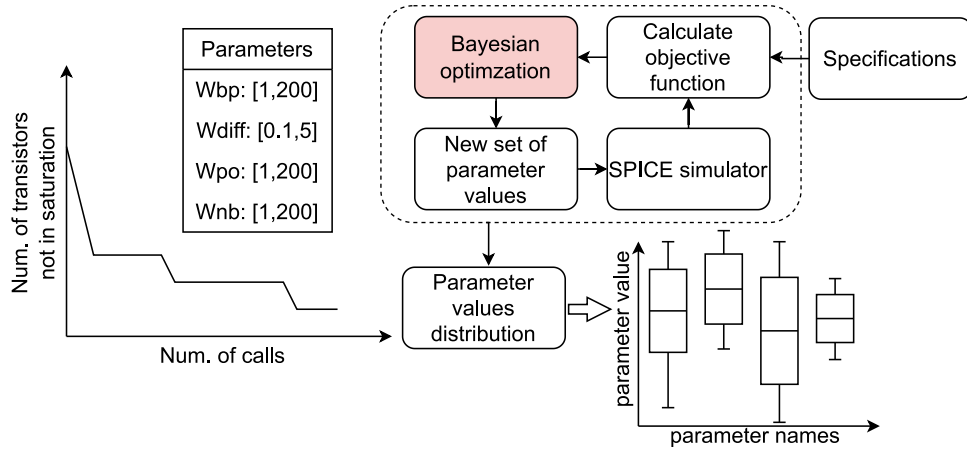 Num. of transistors
not in saturation
Num. of calls
Parameters
Wbp: [1,200]
Wdiff: [0.1,5]
Wpo: [1,200]
Wnb: [1,200]
Bayesian
optimzation
Calculate
objective
function
Specifications
New set of
parameter
values
SPICE simulator
Parameter
values
distribution
parameter value
parameter names